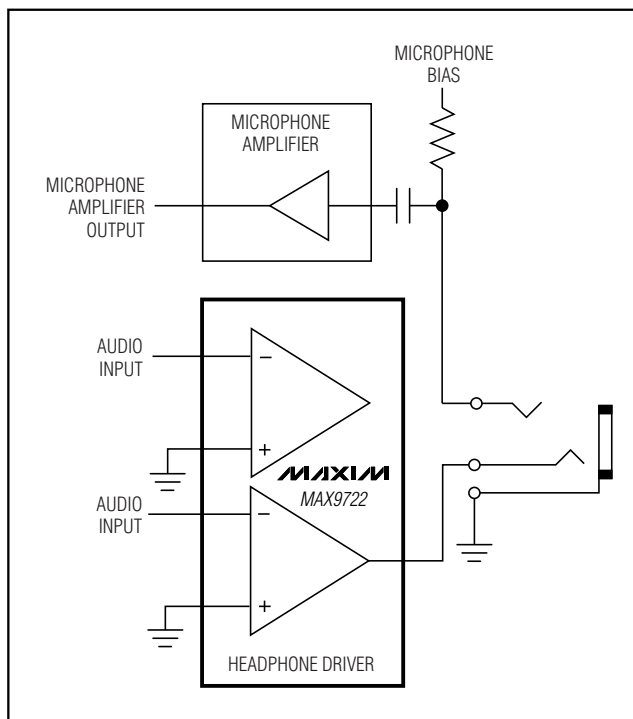 MICROPHONE
BIAS
MICROPHONE
AMPLIFIER
MICROPHONE
AMPLIFIER
OUTPUT
AUDIO
INPUT
−
+
MAXIM
MAX9722
AUDIO
INPUT
−
+
HEADPHONE DRIVER